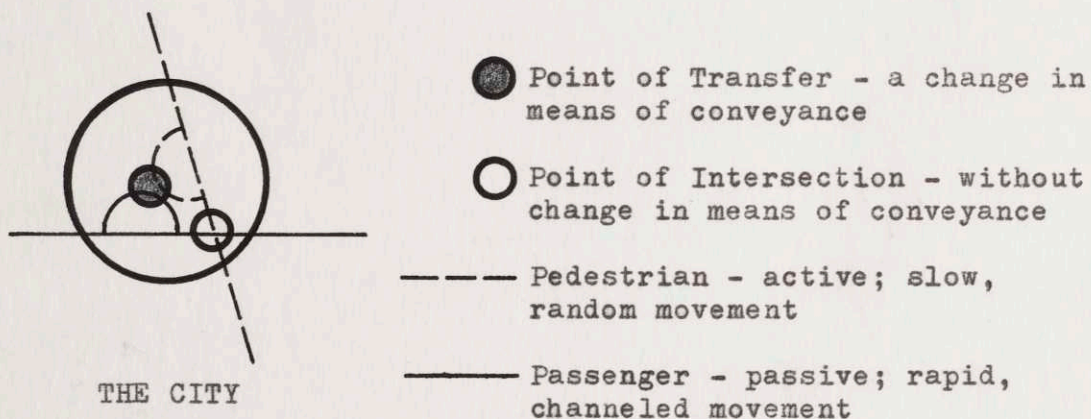 Point of Transfer - a change in
means of conveyance
Point of Intersection - without
change in means of conveyance
Pedestrian - active; slow,
random movement
Passenger - passive; rapid,
channeled movement
THE CITY